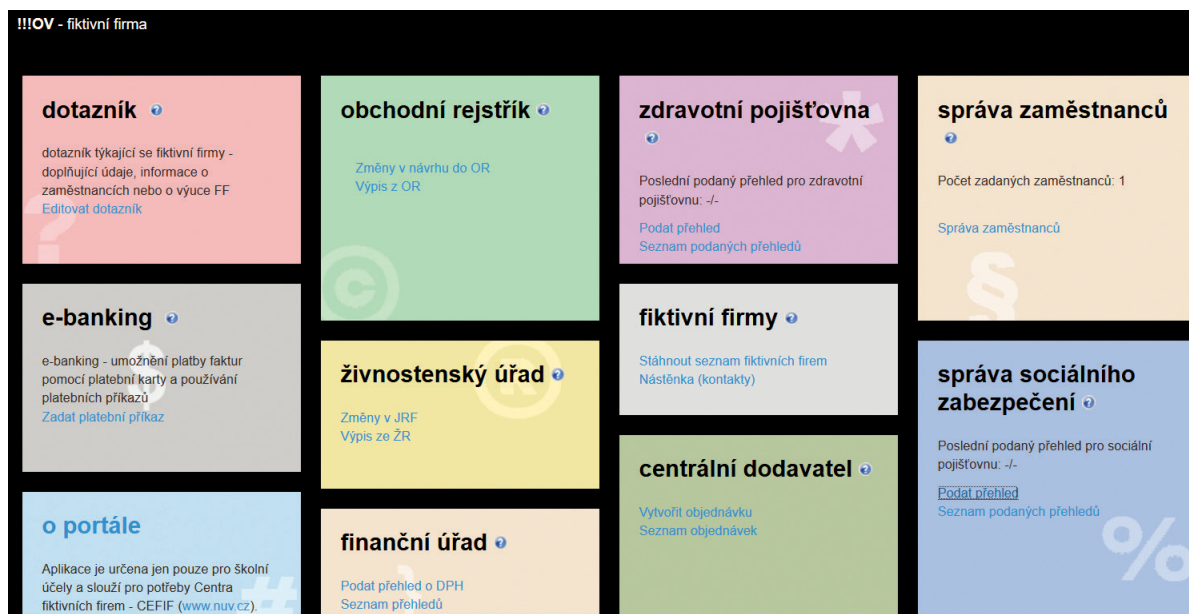 !!!OV - fiktivní firma
dotazník
dotazník týkající se fiktivní firmy -
doplňující údaje, informace o
zaměstnancích nebo o výuce FF
Editovat dotazník
e-banking
e-banking - umožnění platby faktur
pomocí platební karty a používání
platebních příkazů
Zadat platební příkaz
o portále
Aplikace je určena jen pouze pro školní
účely a slouží pro potřeby Centra
fiktivních firem - CEFIF (www.nuv.cz).
obchodní rejstřík
Změny v návrhu do OR
Výpis z OR
živnostenský úřad
Změny v JRF
Výpis ze ŽR
finanční úřad
Podat přehled o DPH
Seznam přehledů
zdravotní pojišťovna
Poslední podaný přehled pro zdravotní
pojišťovnu: -/-
Podat přehled
Seznam podaných přehledů
fiktivní firmy
Stáhnout seznam fiktivních firem
Nástěnka (kontakty)
centrální dodavatel
Vytvořit objednávku
Seznam objednávek
správa zaměstnanců
Počet zadaných zaměstnanců: 1
Správa zaměstnanců
správa sociálního
zabezpečení
Poslední podaný přehled pro sociální
pojišťovnu: -/-
Podat přehled
Seznam podaných přehledů